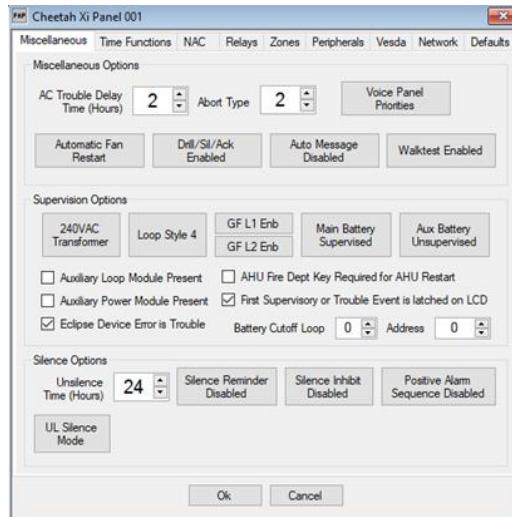 FHP Cheetah Xi Panel 001
Miscellaneous Time Functions NAC Relays Zones Peripherals Vesda Network Defaults
Miscellaneous Options
AC Trouble Delay
Time (Hours)
2
Abort Type
2
Voice Panel
Priorities
Automatic Fan
Restart
Drill/Sil/Ack
Enabled
Auto Message
Disabled
Walktest Enabled
Supervision Options
240VAC
Transformer
Loop Style 4
GF L1 Enb
GF L2 Enb
Main Battery
Supervised
Aux Battery
Unsupervised
Auxiliary Loop Module Present
AHU Fire Dept Key Required for AHU Restart
Auxiliary Power Module Present
First Supervisory or Trouble Event is latched on LCD
Eclipse Device Error is Trouble
Battery Cutoff Loop 0 Address 0
Silence Options
Unsilence
Time (Hours)
24
Silence Reminder
Disabled
Silence Inhibit
Disabled
Positive Alarm
Sequence Disabled
UL Silence
Mode
Ok Cancel